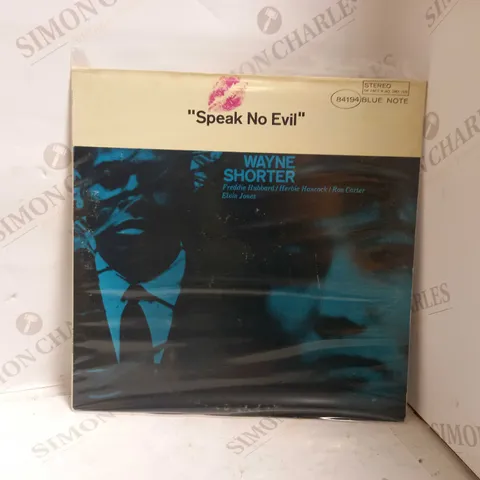 STEREO
84194 BLUE NOTE
"Speak No Evil"
WAYNE
SHORTER
Freddie Hubbard / Herbie Hancock / Ron Carter
Elvin Jones
SIMON CHARLES